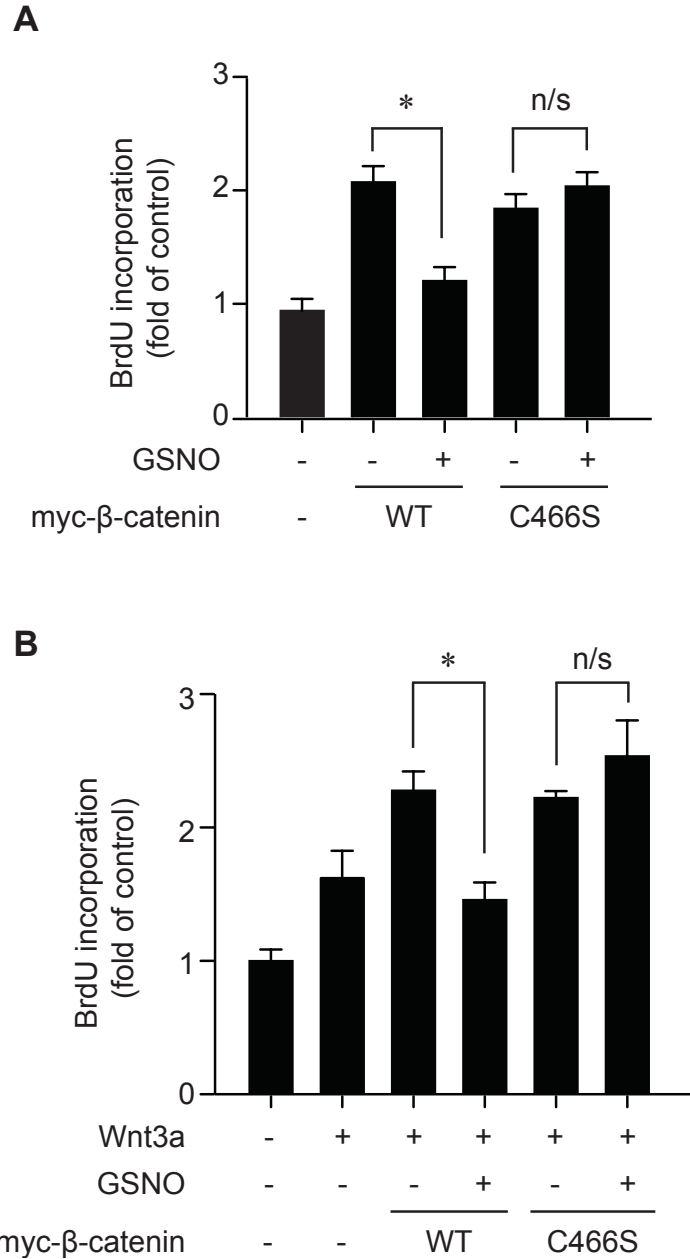 A
3
2
1
0
BrdU incorporation
(fold of control)
* n/s
GSNO - - + - +
myc-β-catenin - WT C466S
B
3
2
1
0
BrdU incorporation
(fold of control)
* n/s
Wnt3a - + + + + +
GSNO - - - + - +
myc-β-catenin - - WT C466S